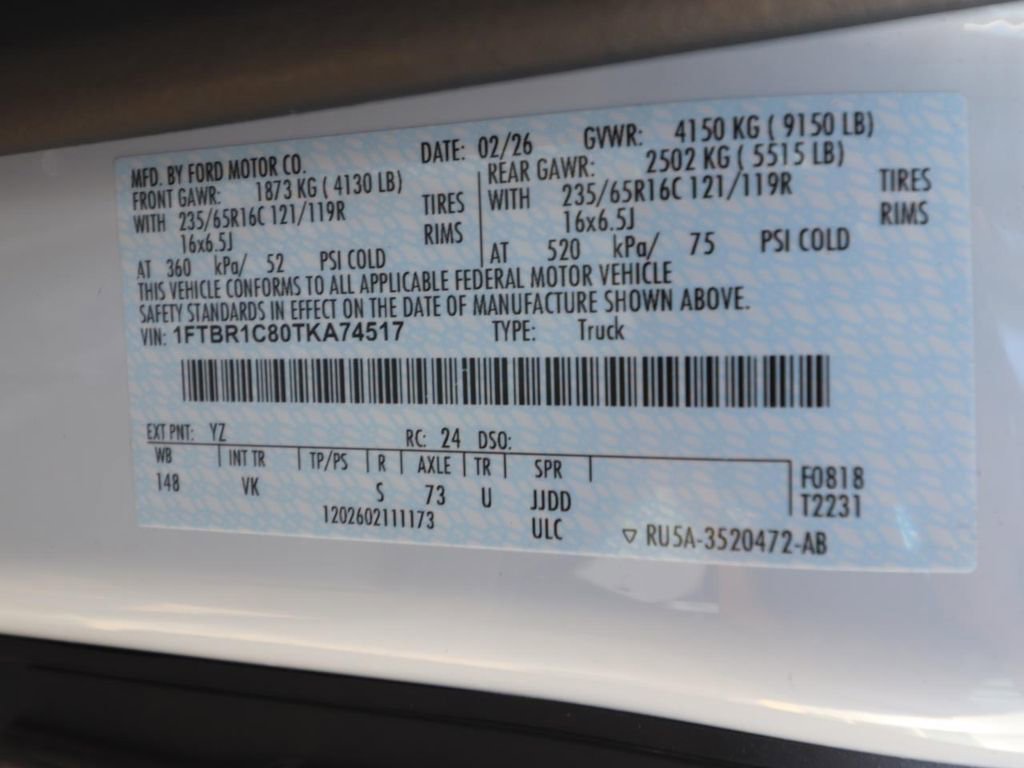 MFD. BY FORD MOTOR CO. DATE: 02/26 GVWR: 4150 KG ( 9150 LB)
FRONT GAWR: 1873 KG ( 4130 LB)
WITH 235/65R16C 121/119R TIRES
16x6.5J RIMS
AT 360 kPa/ 52 PSI COLD
REAR GAWR: 2502 KG ( 5515 LB)
WITH 235/65R16C 121/119R TIRES
16x6.5J RIMS
AT 520 kPa/ 75 PSI COLD
THIS VEHICLE CONFORMS TO ALL APPLICABLE FEDERAL MOTOR VEHICLE
SAFETY STANDARDS IN EFFECT ON THE DATE OF MANUFACTURE SHOWN ABOVE.
VIN: 1FTBR1C80TKA74517 TYPE: Truck
EXT PNT: YZ RC: 24 DSO:
WB INT TR TP/PS R AXLE TR SPR F0818
148 VK S 73 U JJDD T2231
1202602111173 ULC ▽ RU5A-3520472-AB